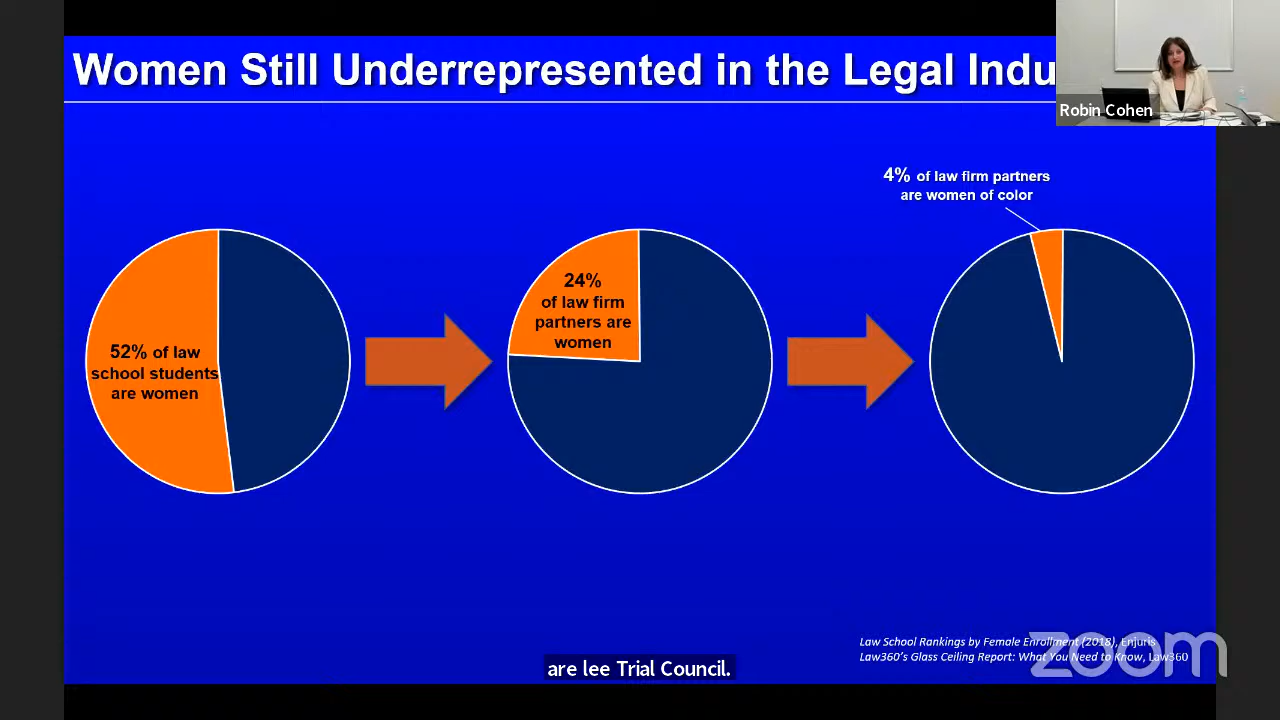 Women Still Underrepresented in the Legal Indu
Robin Cohen
4% of law firm partners
are women of color
24%
of law firm
partners are
women
52% of law
school students
are women
Law School Rankings by Female Enrollment (2018), Enjuris
Law360's Glass Ceiling Report: What You Need to Know, Law360
zoom
are lee Trial Council.